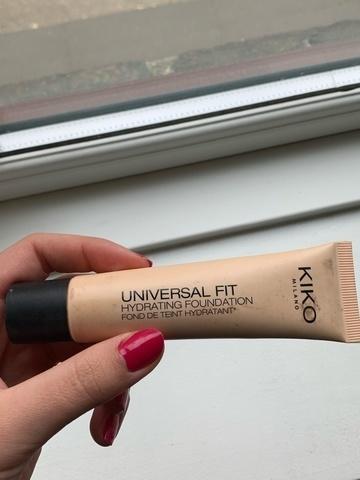 UNIVERSAL FIT
HYDRATING FOUNDATION
FOND DE TEINT HYDRATANT*
KIKO
MILANO